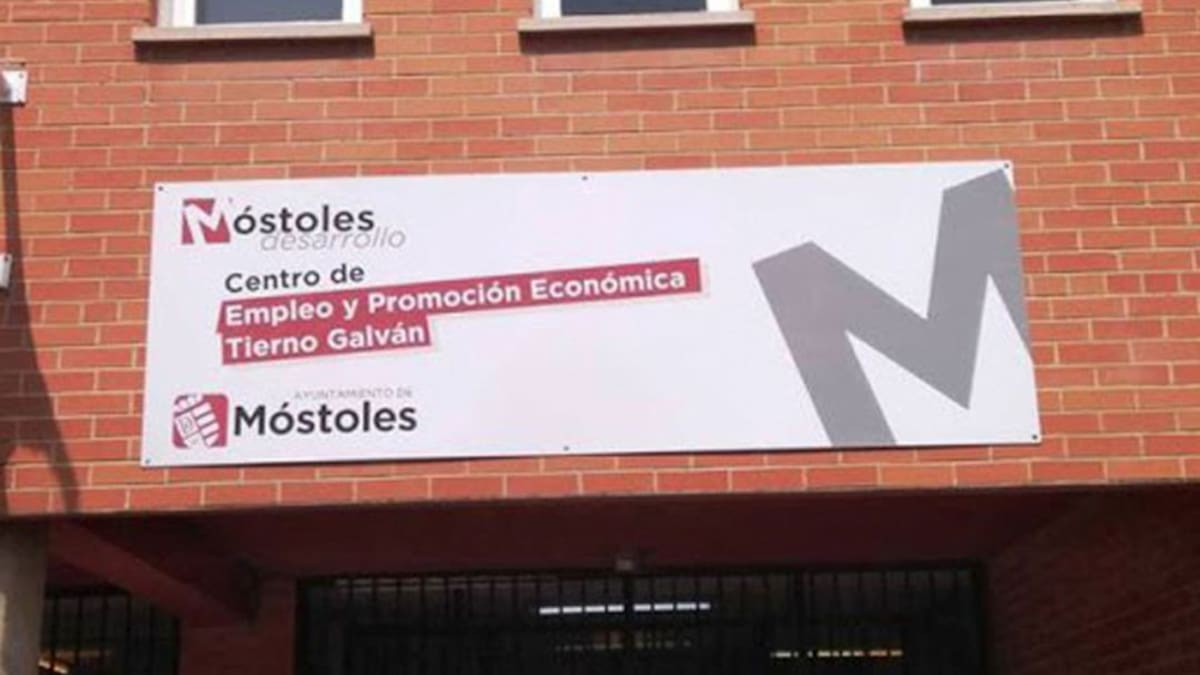 Móstoles
desarrollo
Centro de
Empleo y Promoción Económica
Tierno Galván
AYUNTAMIENTO DE
Móstoles
M